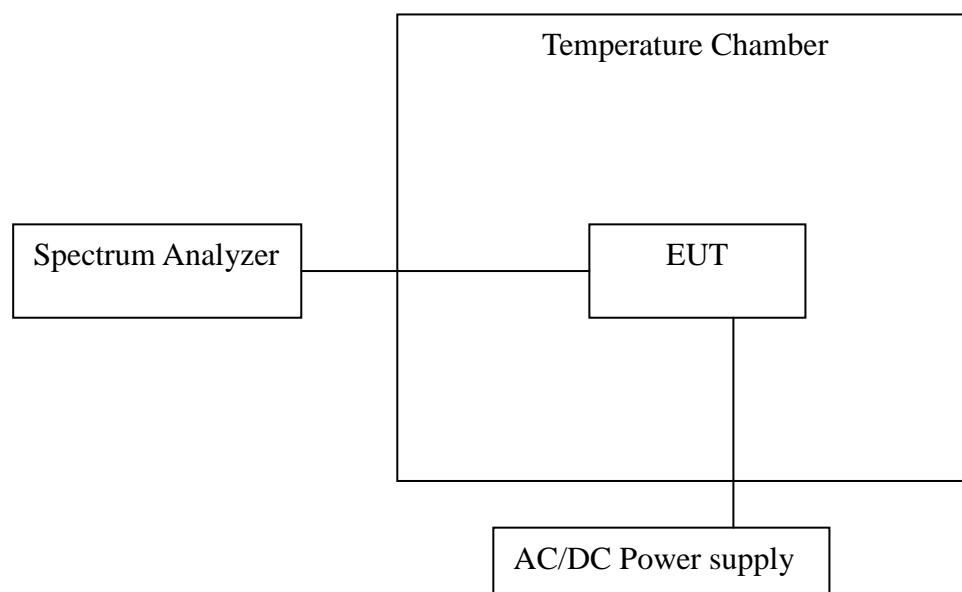 Temperature Chamber
Spectrum Analyzer
EUT
AC/DC Power supply